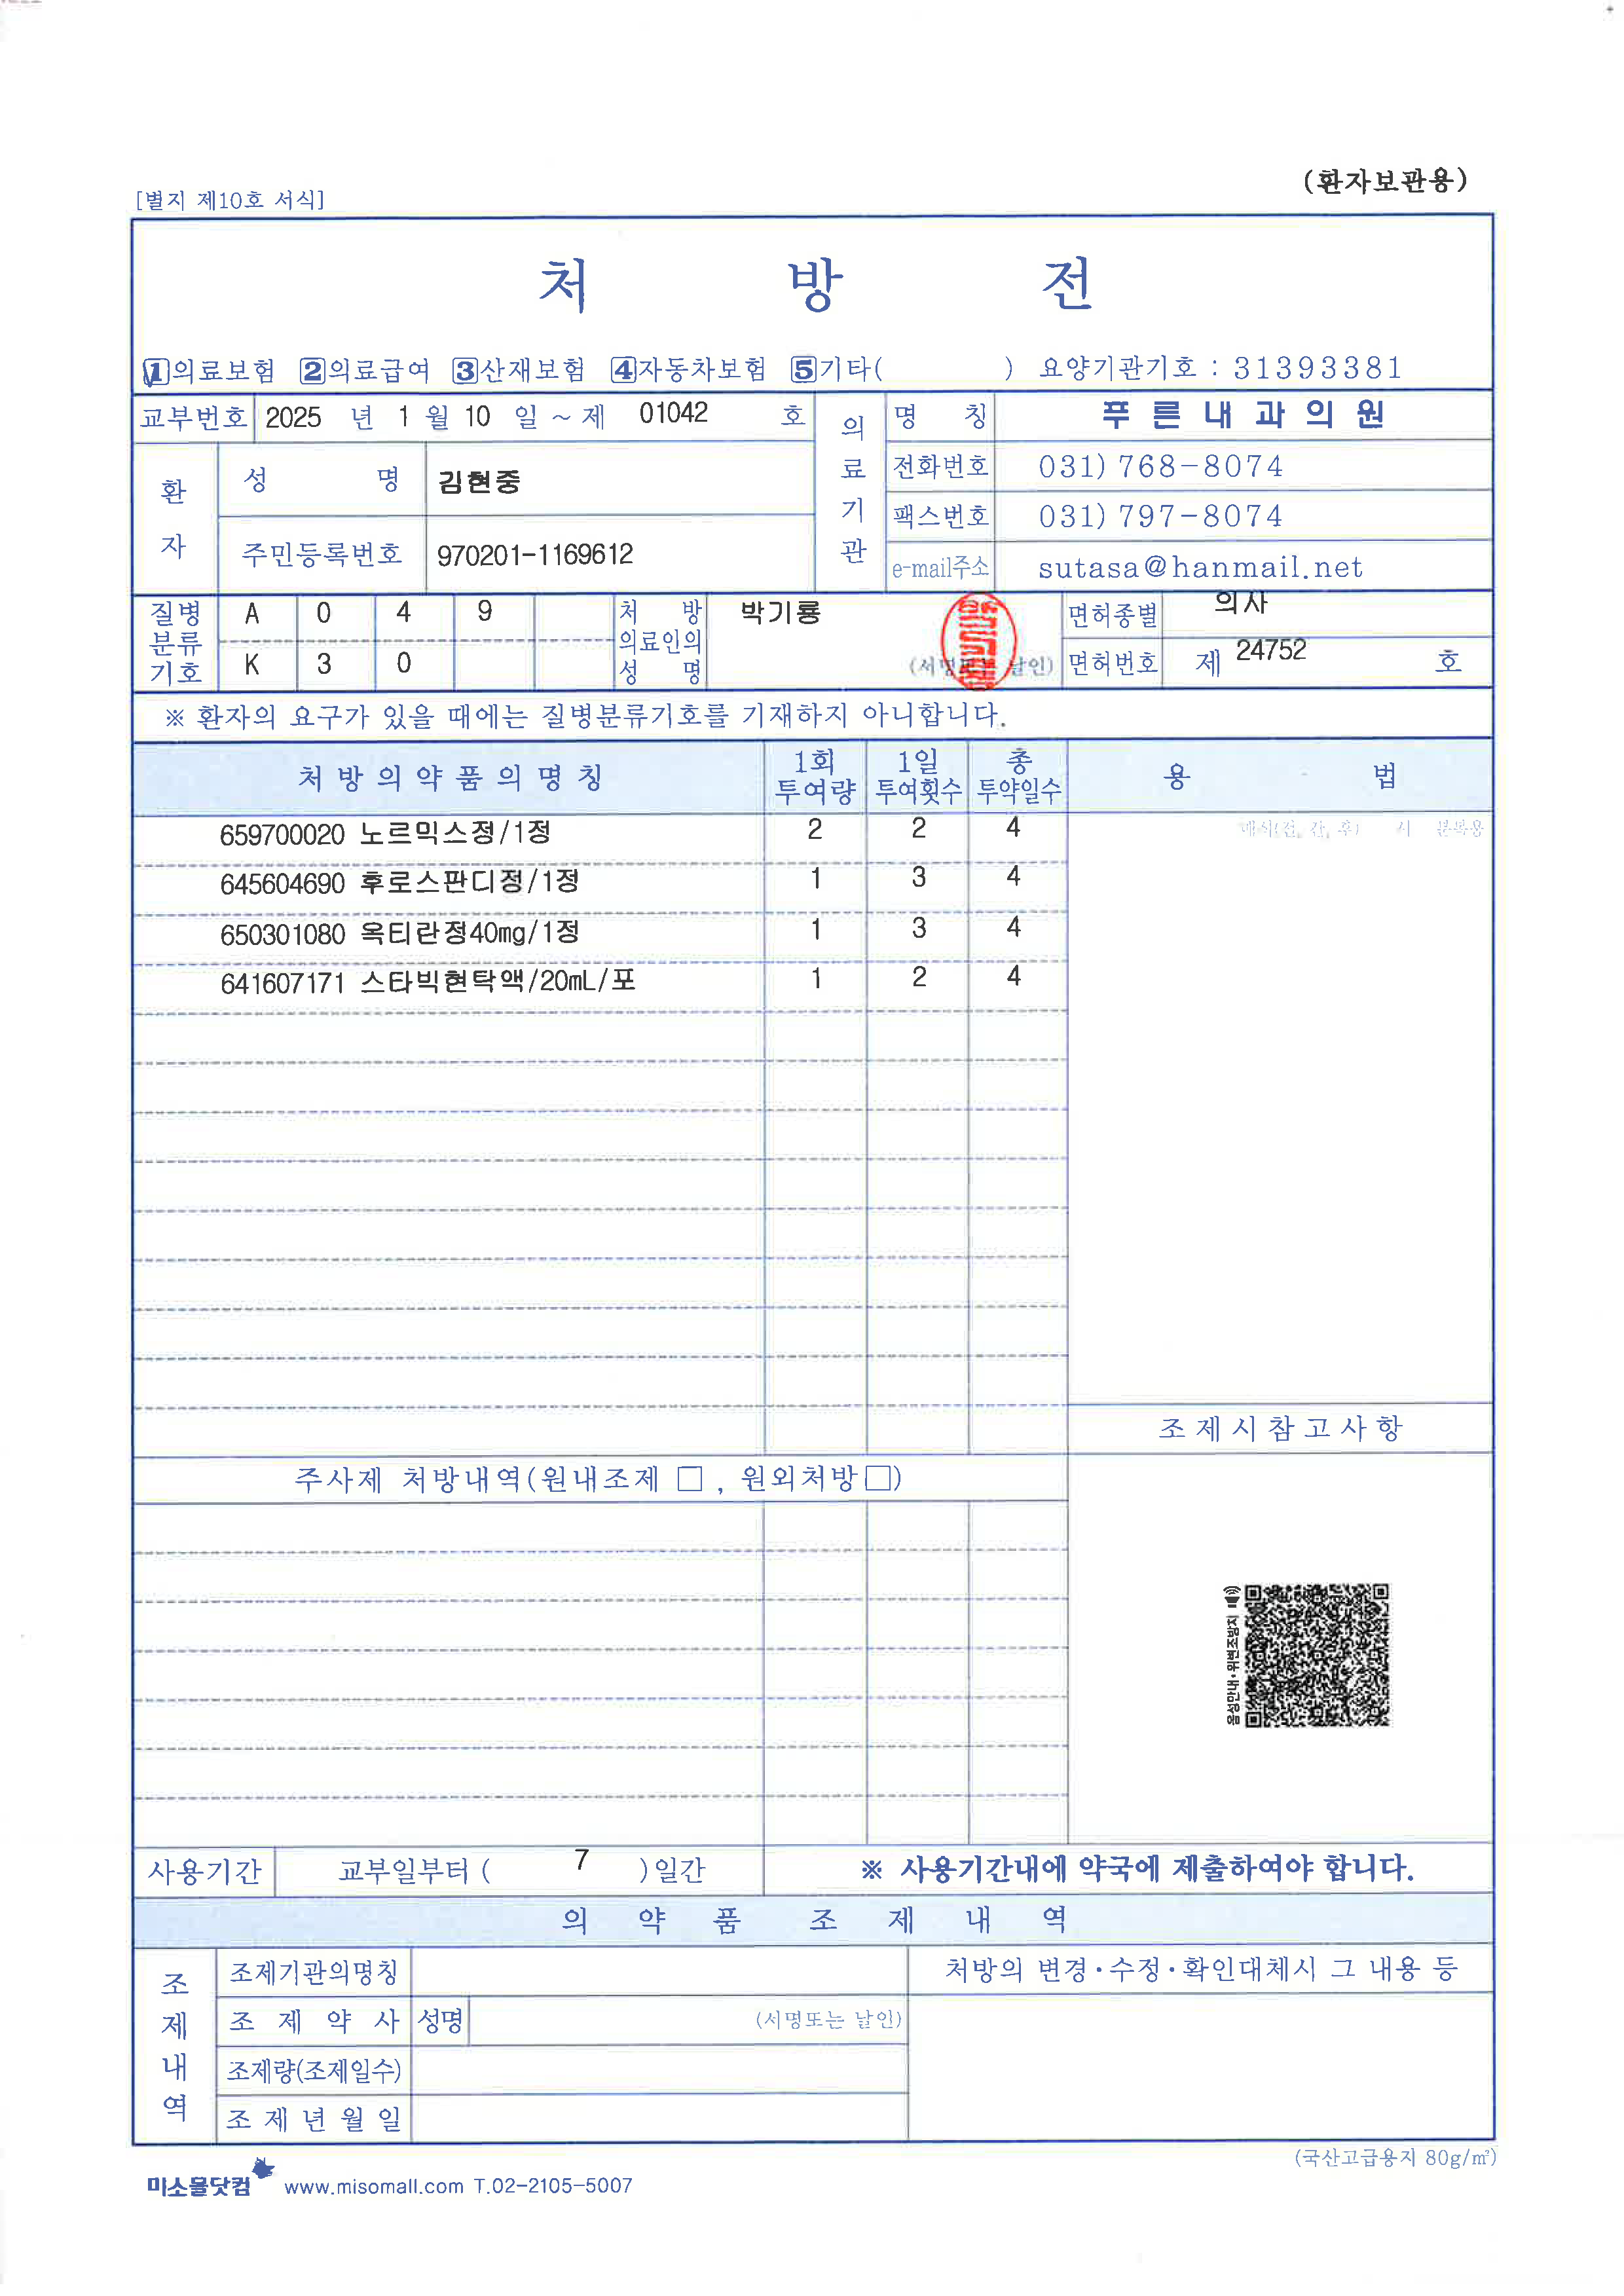 (환자보관용)
[별지 제10호 서식]
처 방 전
1의료보험 2의료급여 3산재보험 4자동차보험 5기타( ) 요양기관기호 : 31393381
교부번호 2025 년 1 월 10 일 ~ 제 01042 호
의료기관
명 칭 푸른내과의원
전화번호 031) 768-8074
팩스번호 031) 797-8074
e-mail주소 sutasa@hanmail.net
환자
성 명 김현중
주민등록번호 970201-1169612
질병분류기호
A 0 4 9
K 3 0
처 방 의료인의 성 명 박기룡 (서명또는 날인)
면허종별 의사
면허번호 제 24752 호
※ 환자의 요구가 있을 때에는 질병분류기호를 기재하지 아니합니다.
처방의약품의명칭 1회 투여량 1일 투여횟수 총 투약일수 용 법
659700020 노르믹스정/1정 2 2 4
매식(전, 간, 후) 시 분복용
645604690 후로스판디정/1정 1 3 4
650301080 옥티란정40mg/1정 1 3 4
641607171 스타빅현탁액/20mL/포 1 2 4
조제시참고사항
주사제 처방내역(원내조제 □ , 원외처방□)
음성안내·위변조방지
사용기간 교부일부터 ( 7 )일간 ※ 사용기간내에 약국에 제출하여야 합니다.
의 약 품 조 제 내 역
조제내역
조제기관의명칭 처방의 변경·수정·확인대체시 그 내용 등
조 제 약 사 성명 (서명또는 날인)
조제량(조제일수)
조 제 년 월 일
(국산고급용지 80g/㎡)
미소몰닷컴 www.misomall.com T.02-2105-5007